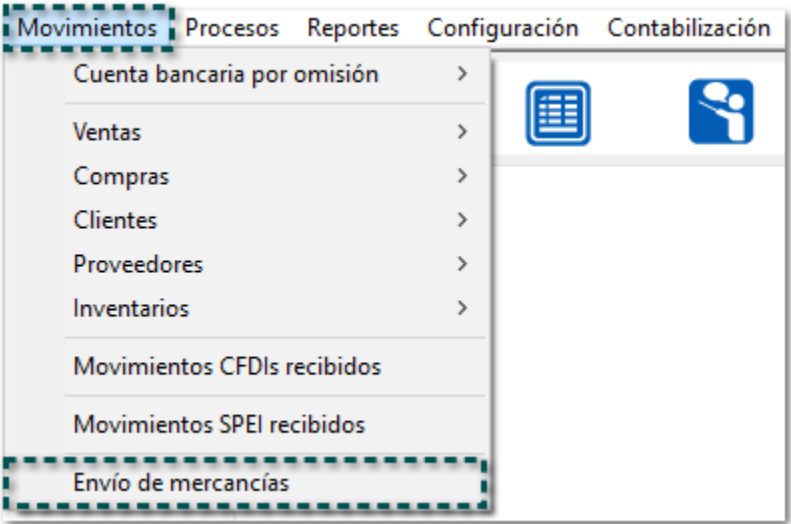 Movimientos Procesos Reportes Configuración Contabilización
Cuenta bancaria por omisión
Ventas
Compras
Clientes
Proveedores
Inventarios
Movimientos CFDIs recibidos
Movimientos SPEI recibidos
Envío de mercancías